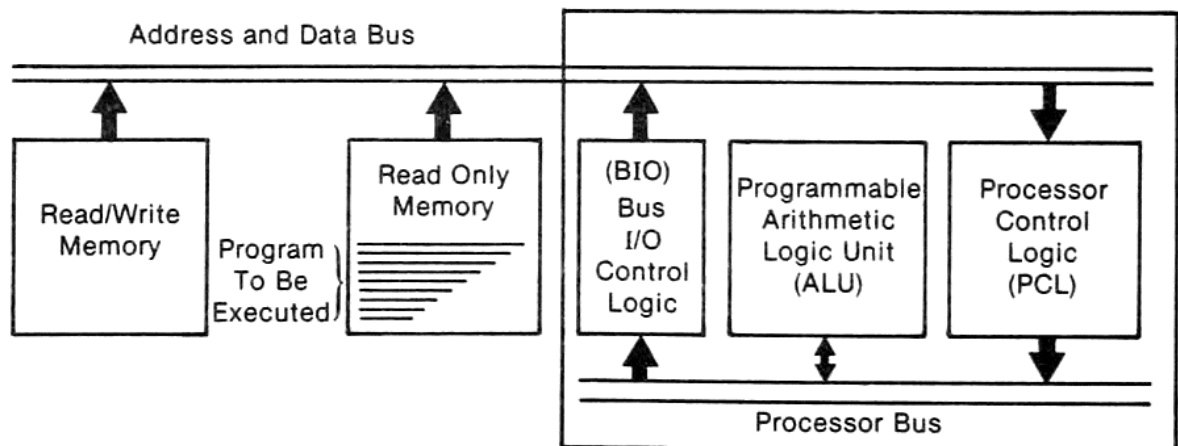 Address and Data Bus
Read/Write
Memory
Program
To Be
Executed
Read Only
Memory
(BIO)
Bus
I/O
Control
Logic
Programmable
Arithmetic
Logic Unit
(ALU)
Processor
Control
Logic
(PCL)
Processor Bus